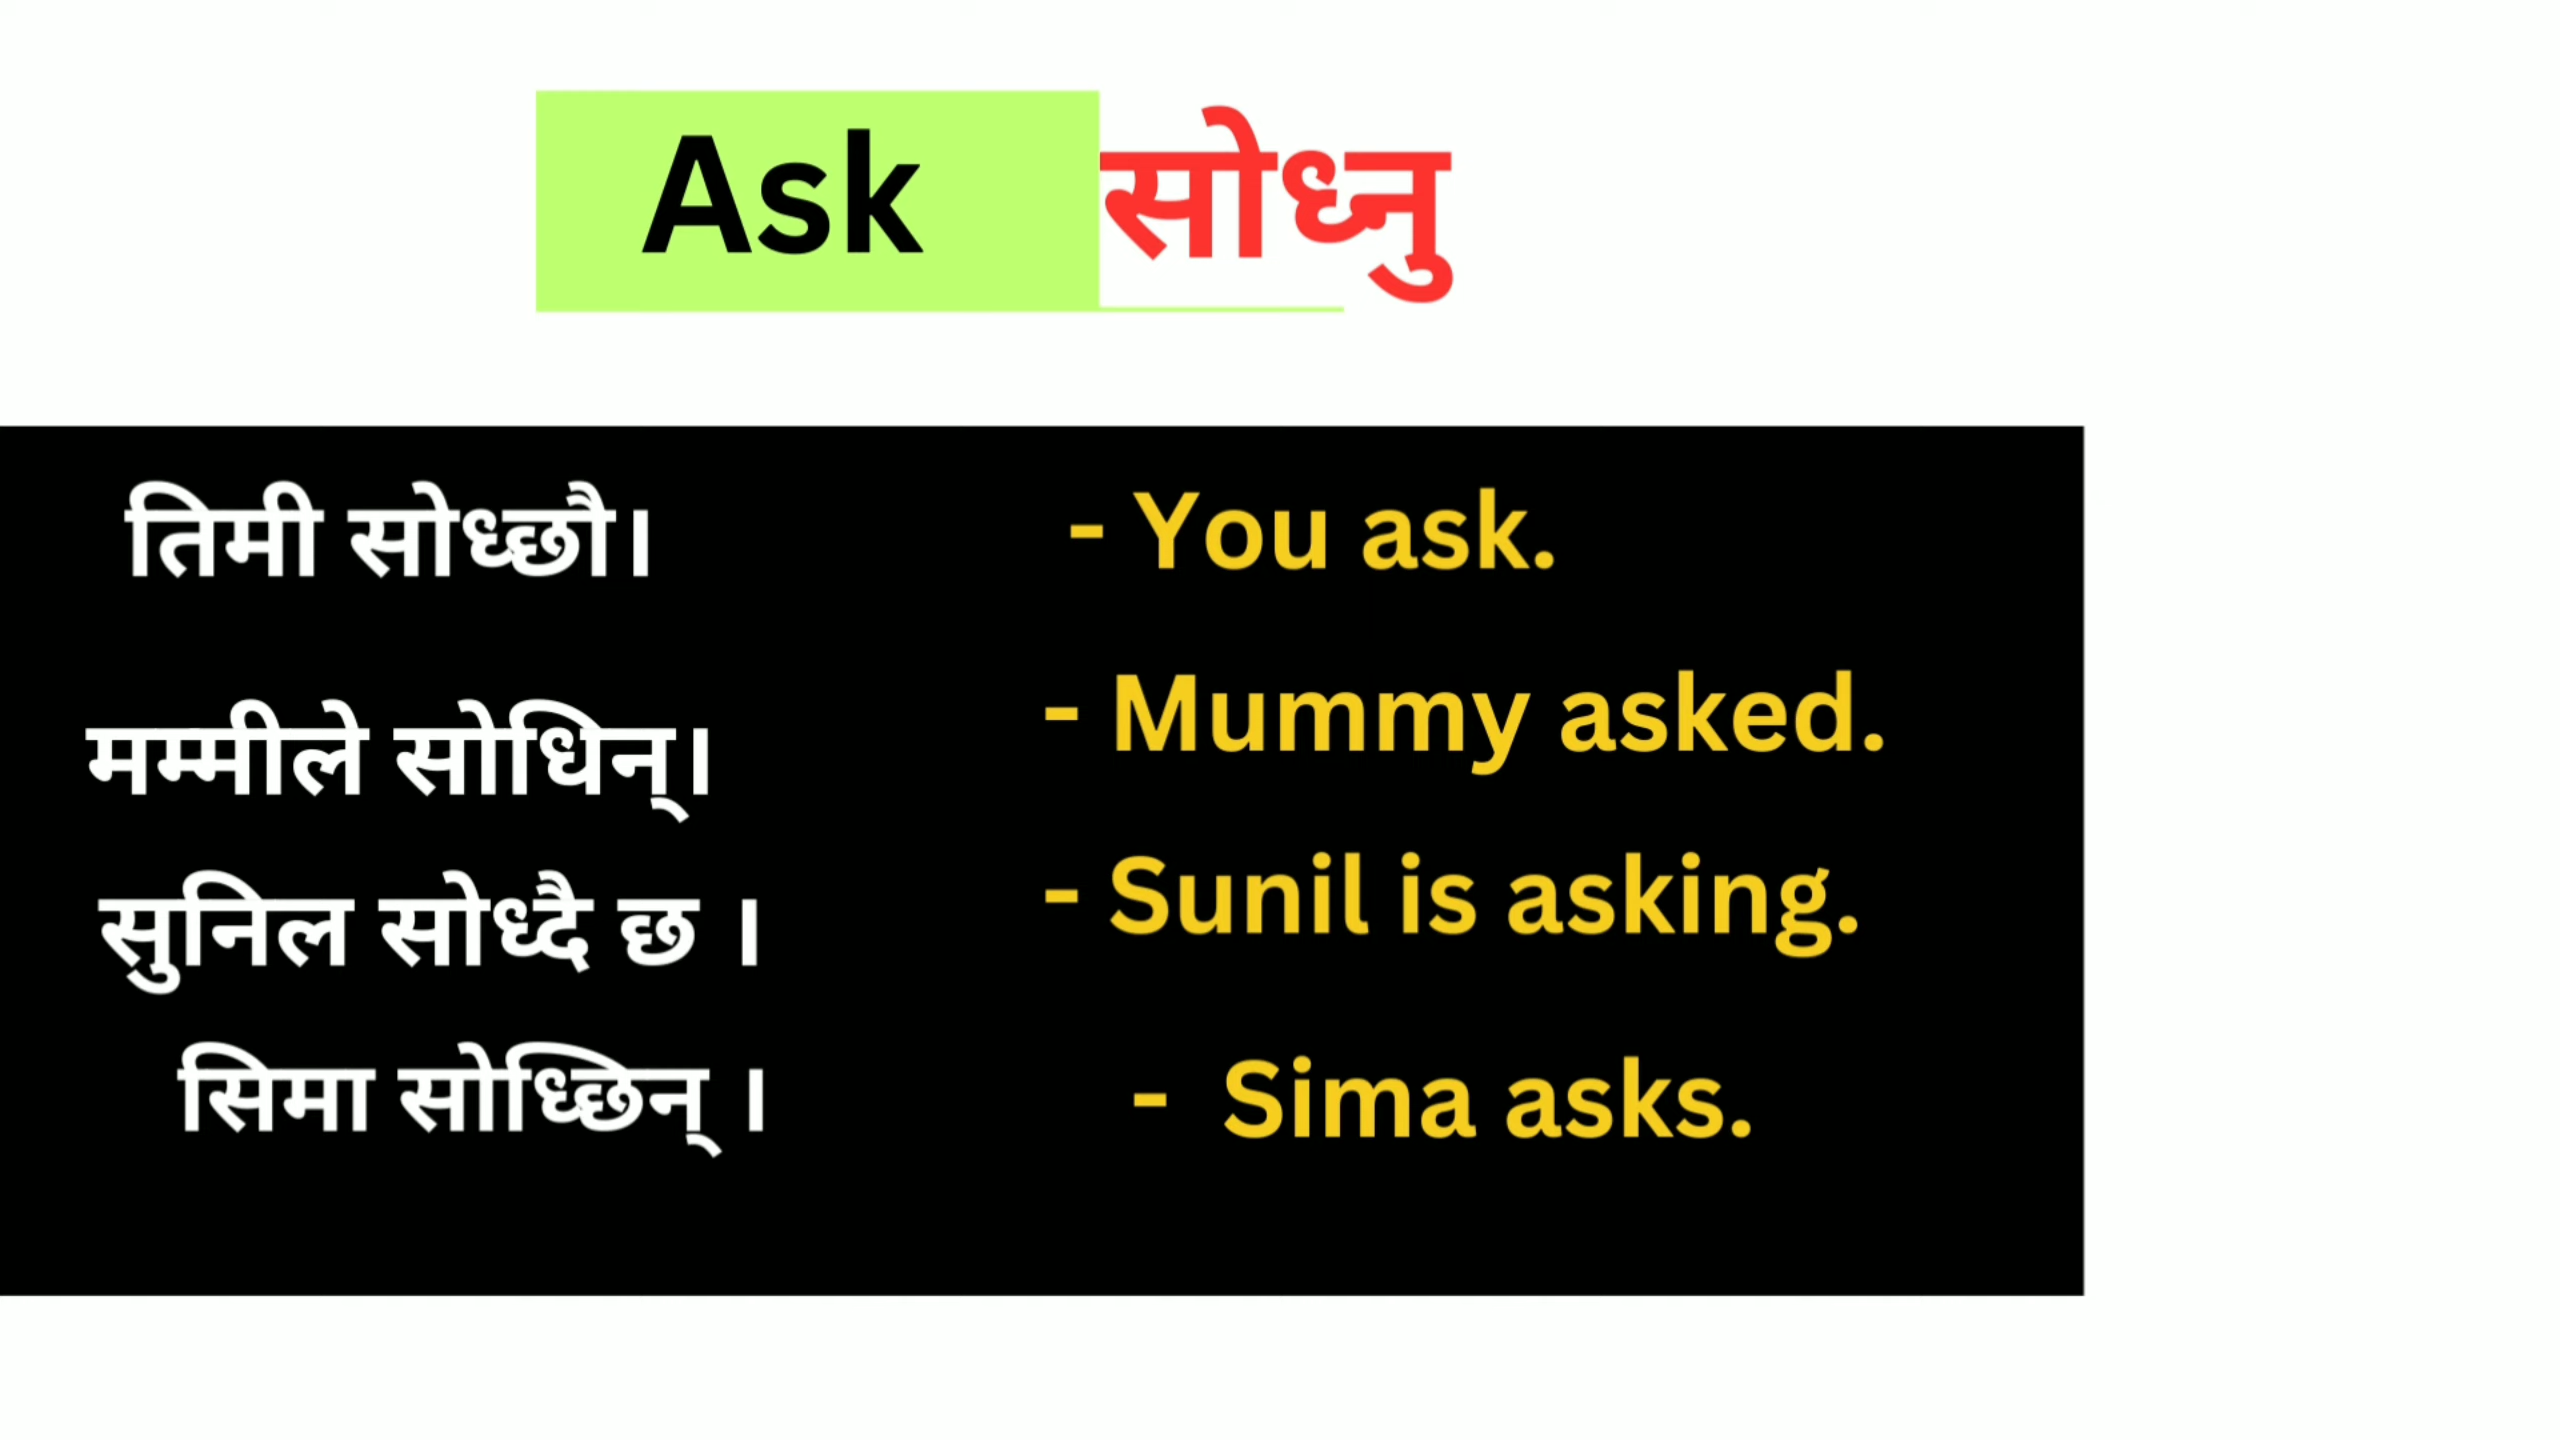 Ask सोध्नु
तिमी सोध्छौ। - You ask.
मम्मीले सोधिन्। - Mummy asked.
सुनिल सोध्दै छ । - Sunil is asking.
सिमा सोध्छिन् । - Sima asks.